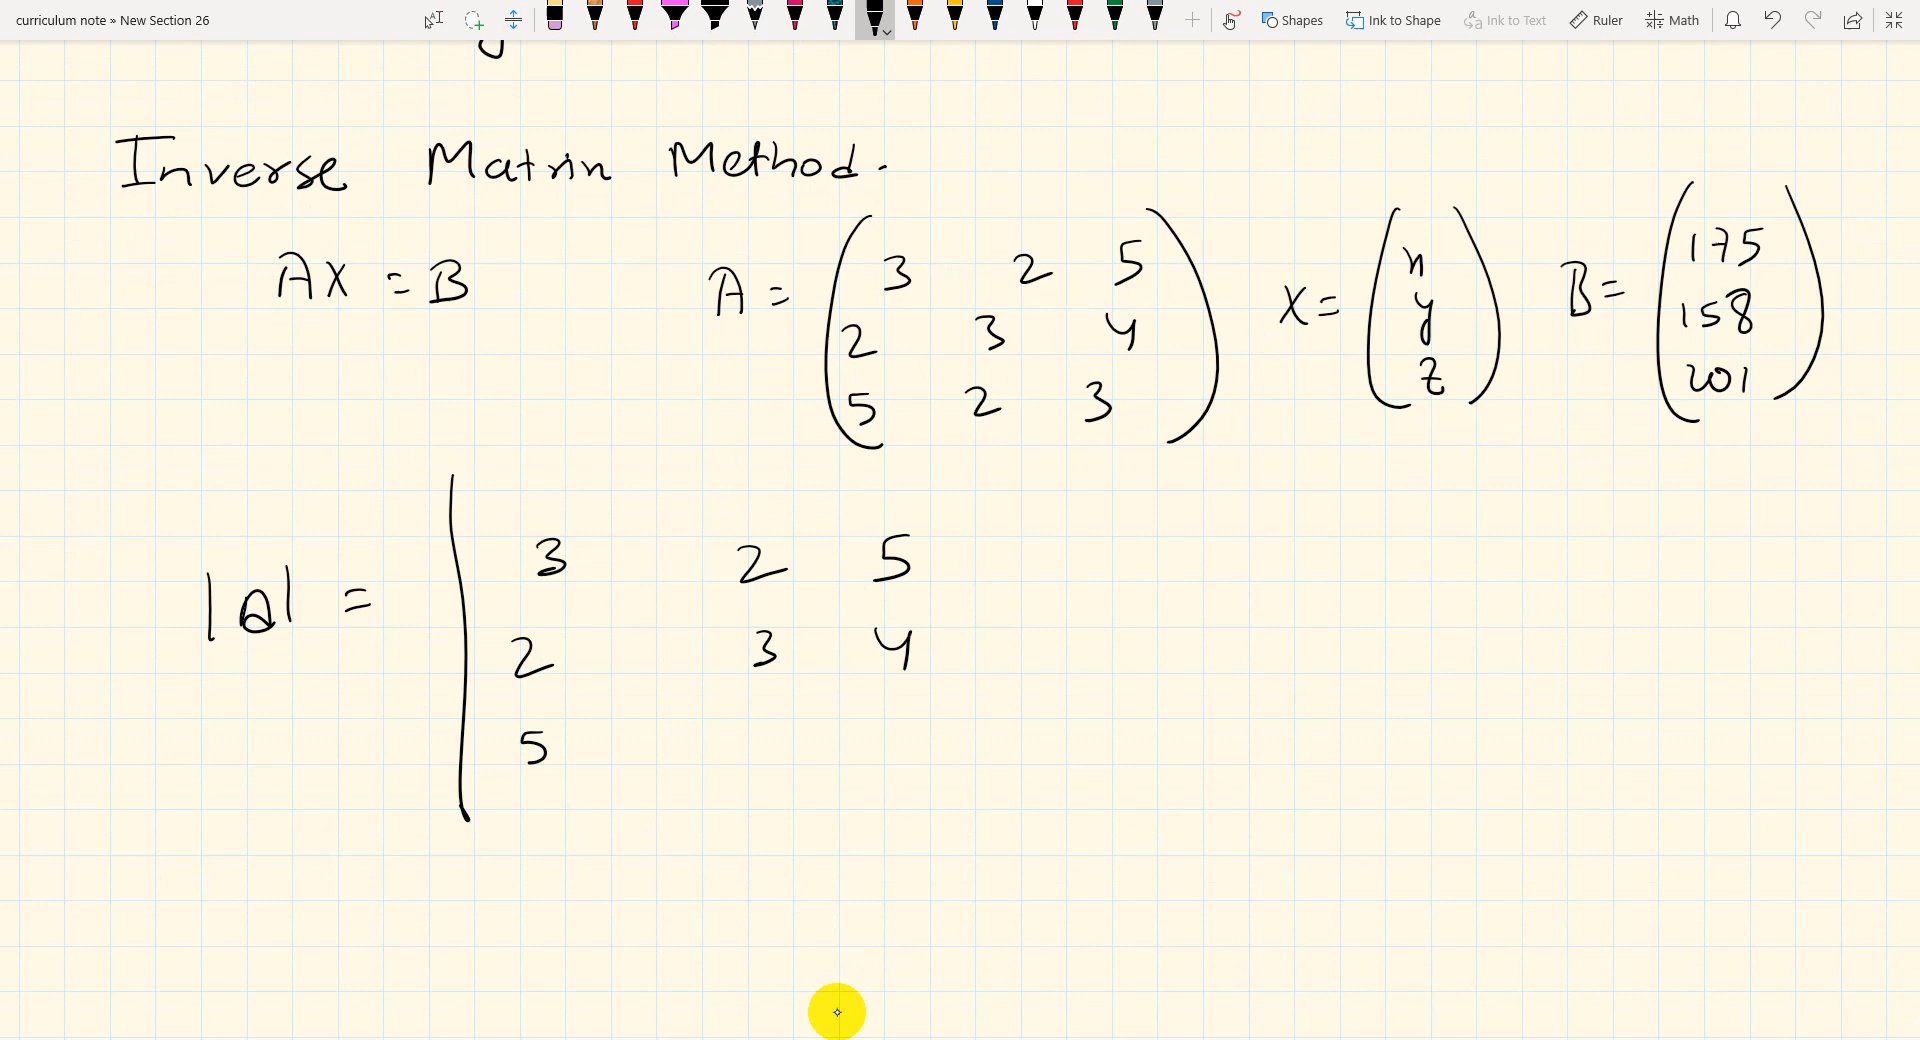 curriculum note » New Section 26
Shapes
Ink to Shape
Ink to Text
Ruler
Math
Inverse Matrix Method.
AX = B
A = ( 3 2 5
2 3 4
5 2 3 )
X = ( x
y
z )
B = ( 175
158
201 )
|A| = | 3 2 5
2 3 4
5